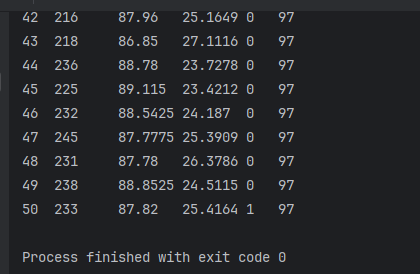 42 216 87.96 25.1649 0 97
43 218 86.85 27.1116 0 97
44 236 88.78 23.7278 0 97
45 225 89.115 23.4212 0 97
46 232 88.5425 24.187 0 97
47 245 87.7775 25.3909 0 97
48 231 87.78 26.3786 0 97
49 238 88.8525 24.5115 0 97
50 233 87.82 25.4164 1 97
Process finished with exit code 0